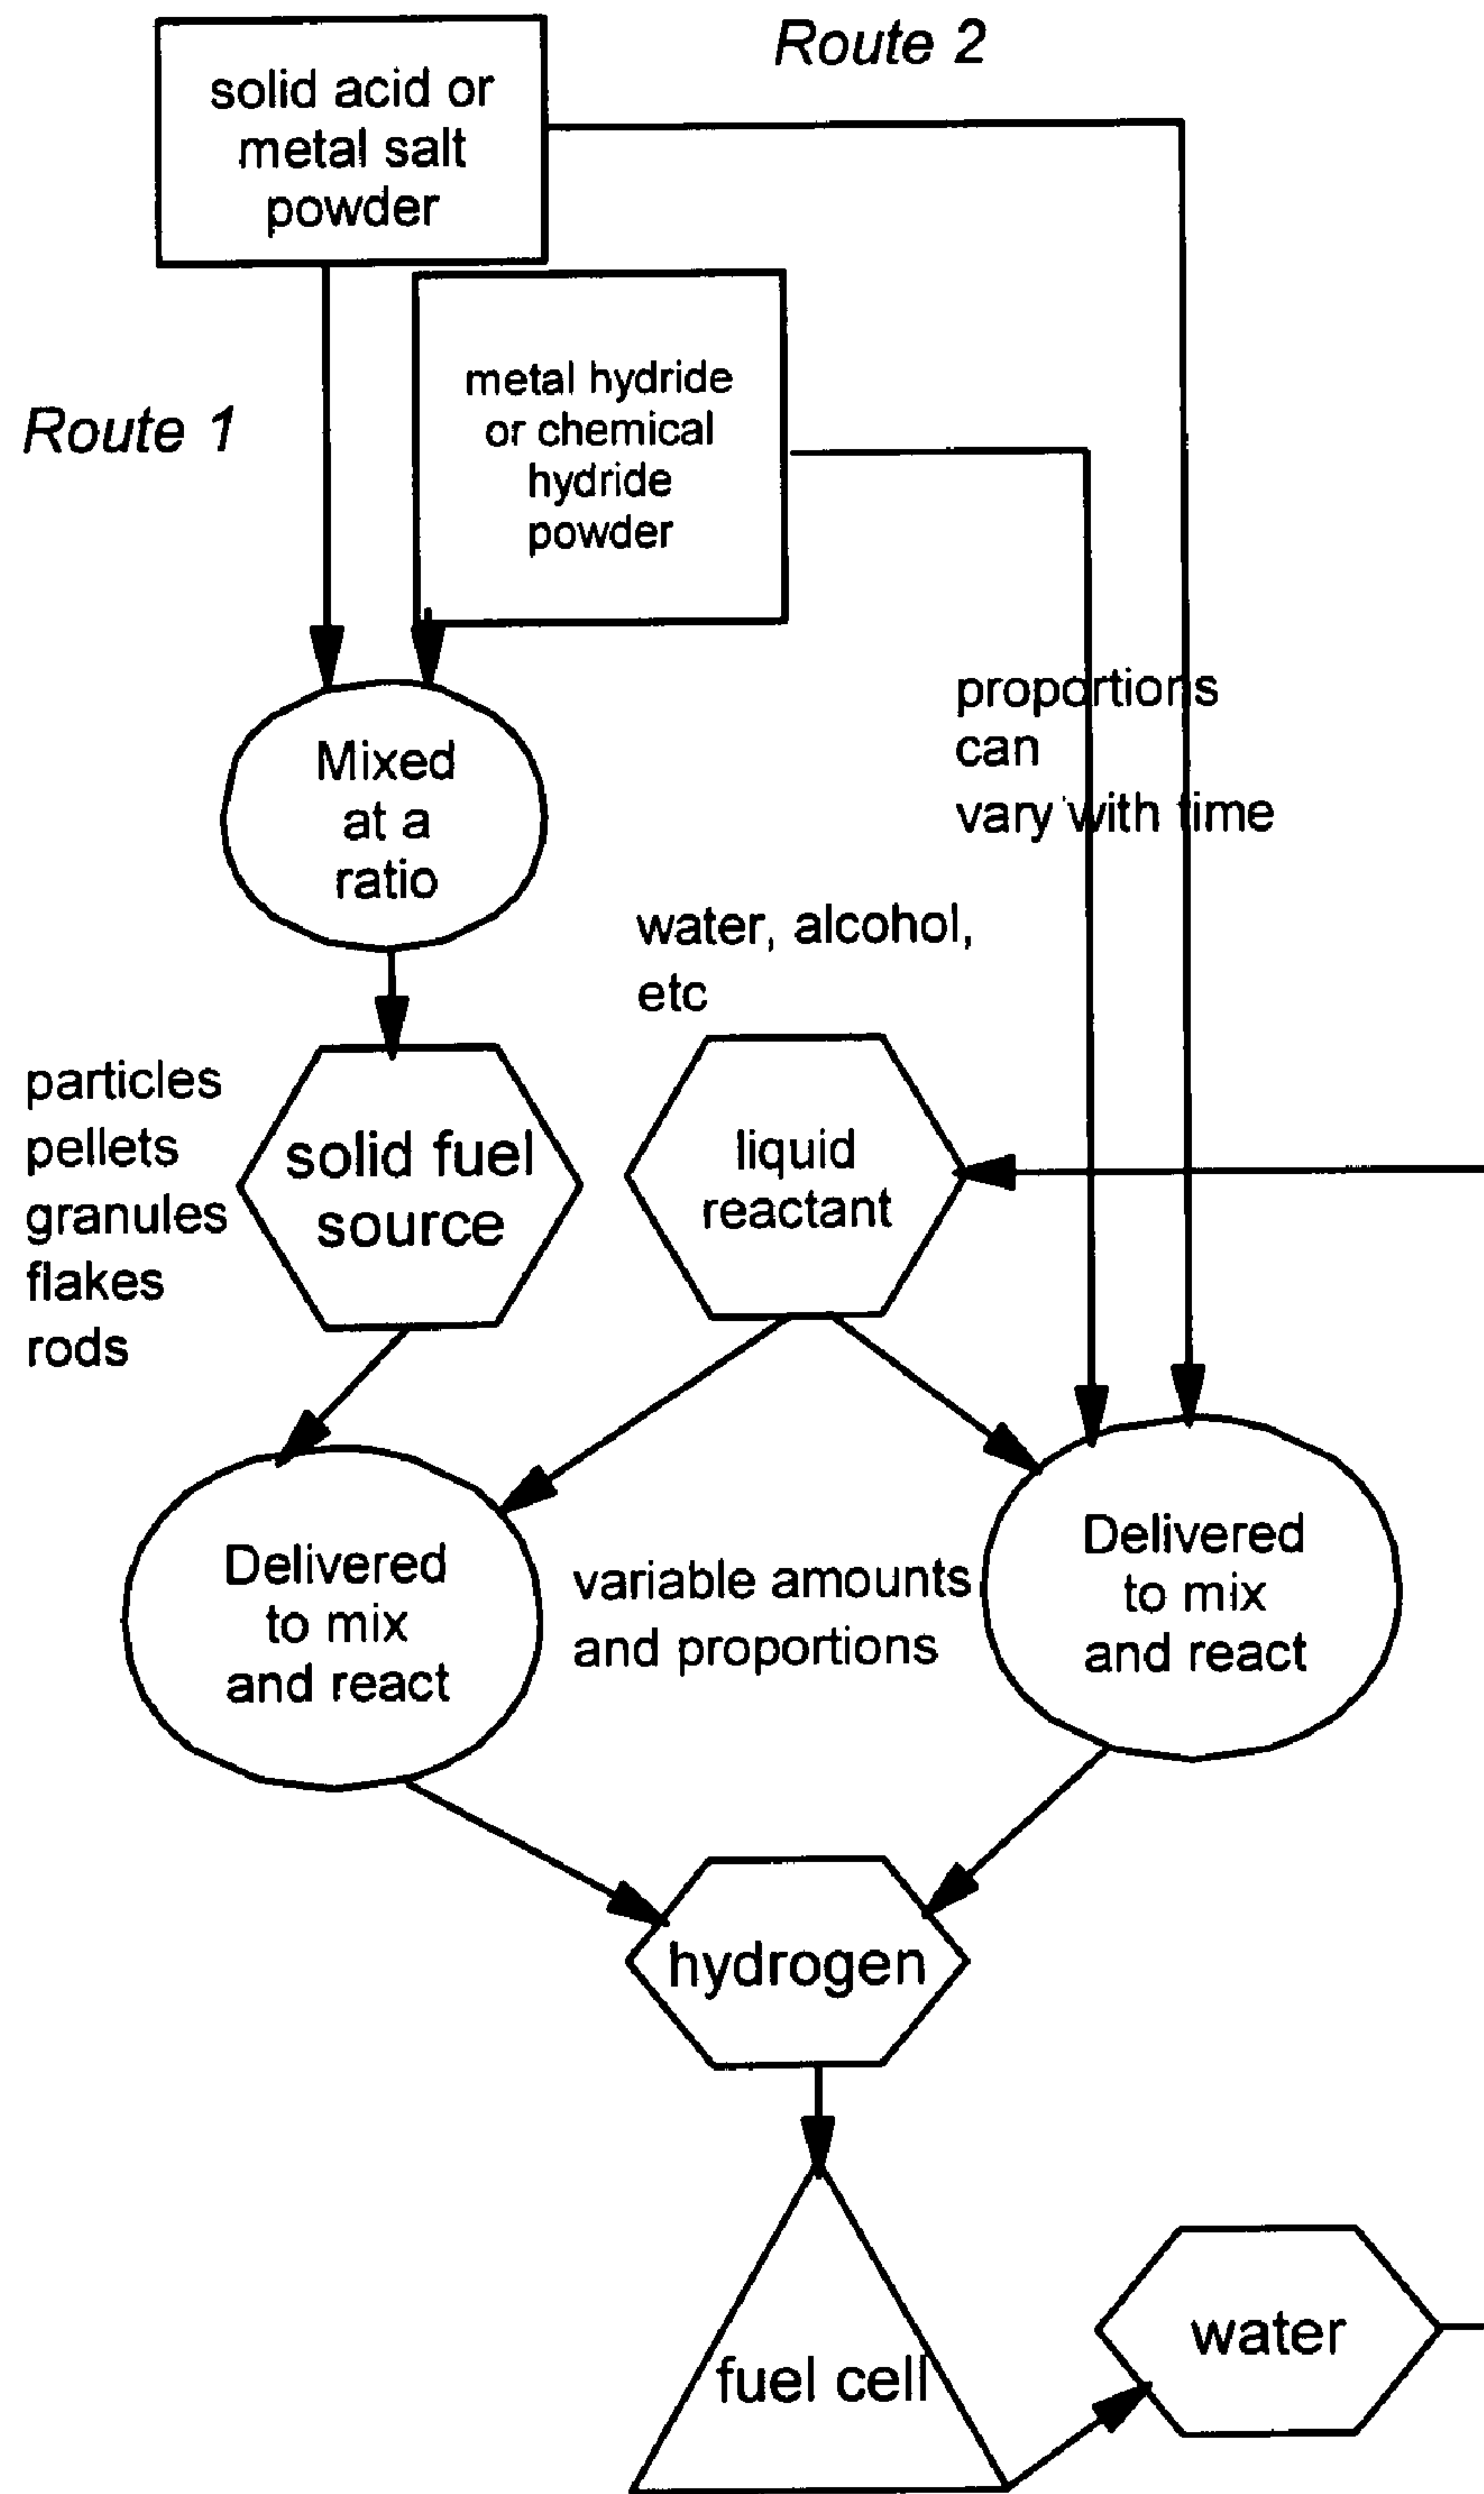 Route 2
solid acid or
metal salt
powder
Route 1
metal hydride
or chemical
hydride
powder
proportions
can
vary with time
Mixed
at a
ratio
water, alcohol,
etc
particles
pellets
granules
flakes
rods
solid fuel
source
liquid
reactant
Delivered
to mix
and react
variable amounts
and proportions
Delivered
to mix
and react
hydrogen
fuel cell
water